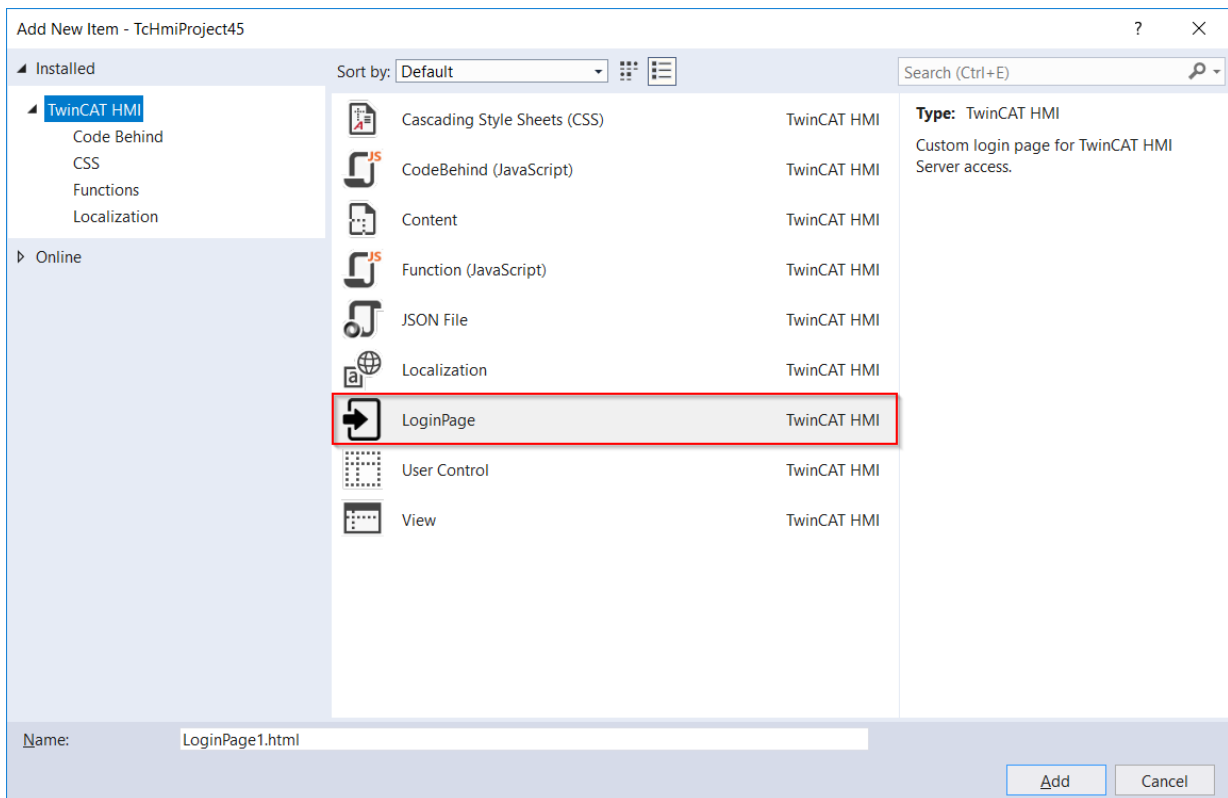 Add New Item - TcHmiProject45
?
Installed
Sort by: Default
Search (Ctrl+E)
TwinCAT HMI
Code Behind
CSS
Functions
Localization
Online
Cascading Style Sheets (CSS) TwinCAT HMI
JS
CodeBehind (JavaScript) TwinCAT HMI
Content TwinCAT HMI
JS
Function (JavaScript) TwinCAT HMI
JSON File TwinCAT HMI
a
Localization TwinCAT HMI
LoginPage TwinCAT HMI
User Control TwinCAT HMI
View TwinCAT HMI
Type: TwinCAT HMI
Custom login page for TwinCAT HMI
Server access.
Name: LoginPage1.html
Add Cancel